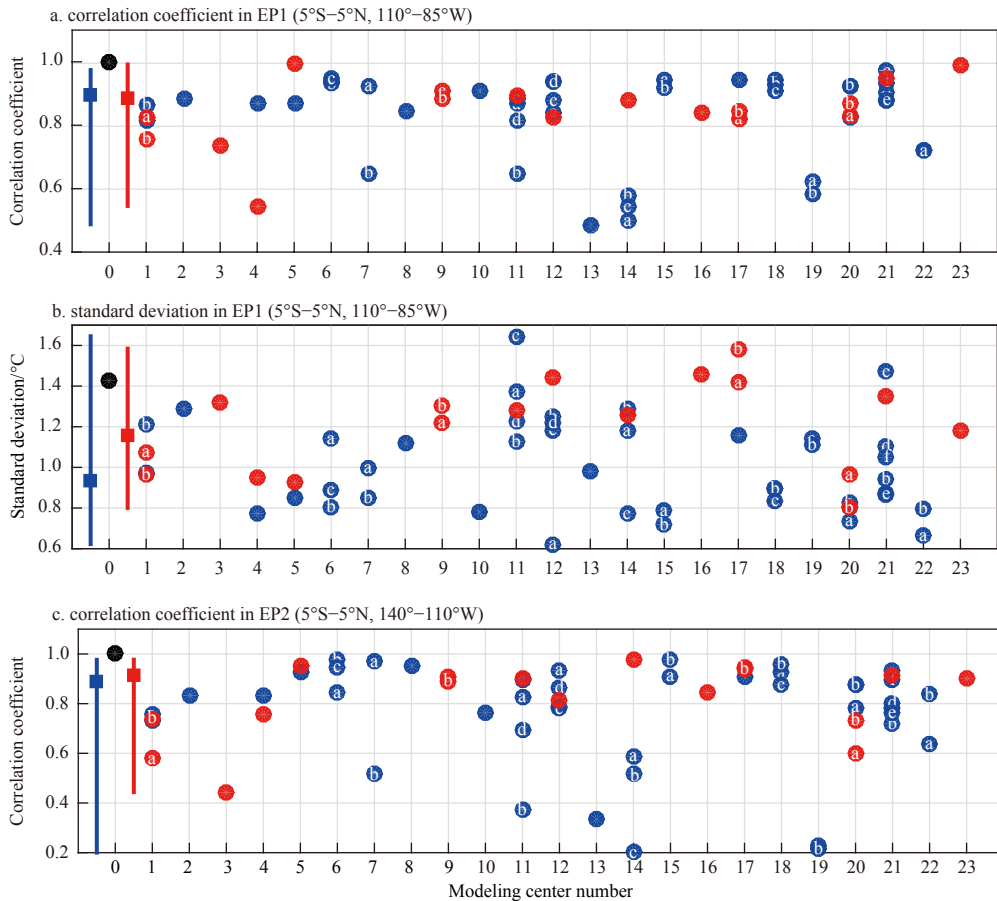 a. correlation coefficient in EP1 (5°S−5°N, 110°−85°W)
Correlation coefficient
1.0
0.8
0.6
0.4
0 1 2 3 4 5 6 7 8 9 10 11 12 13 14 15 16 17 18 19 20 21 22 23
b. standard deviation in EP1 (5°S−5°N, 110°−85°W)
Standard deviation/°C
1.6
1.4
1.2
1.0
0.8
0.6
0 1 2 3 4 5 6 7 8 9 10 11 12 13 14 15 16 17 18 19 20 21 22 23
c. correlation coefficient in EP2 (5°S−5°N, 140°−110°W)
Correlation coefficient
1.0
0.8
0.6
0.4
0.2
0 1 2 3 4 5 6 7 8 9 10 11 12 13 14 15 16 17 18 19 20 21 22 23
Modeling center number